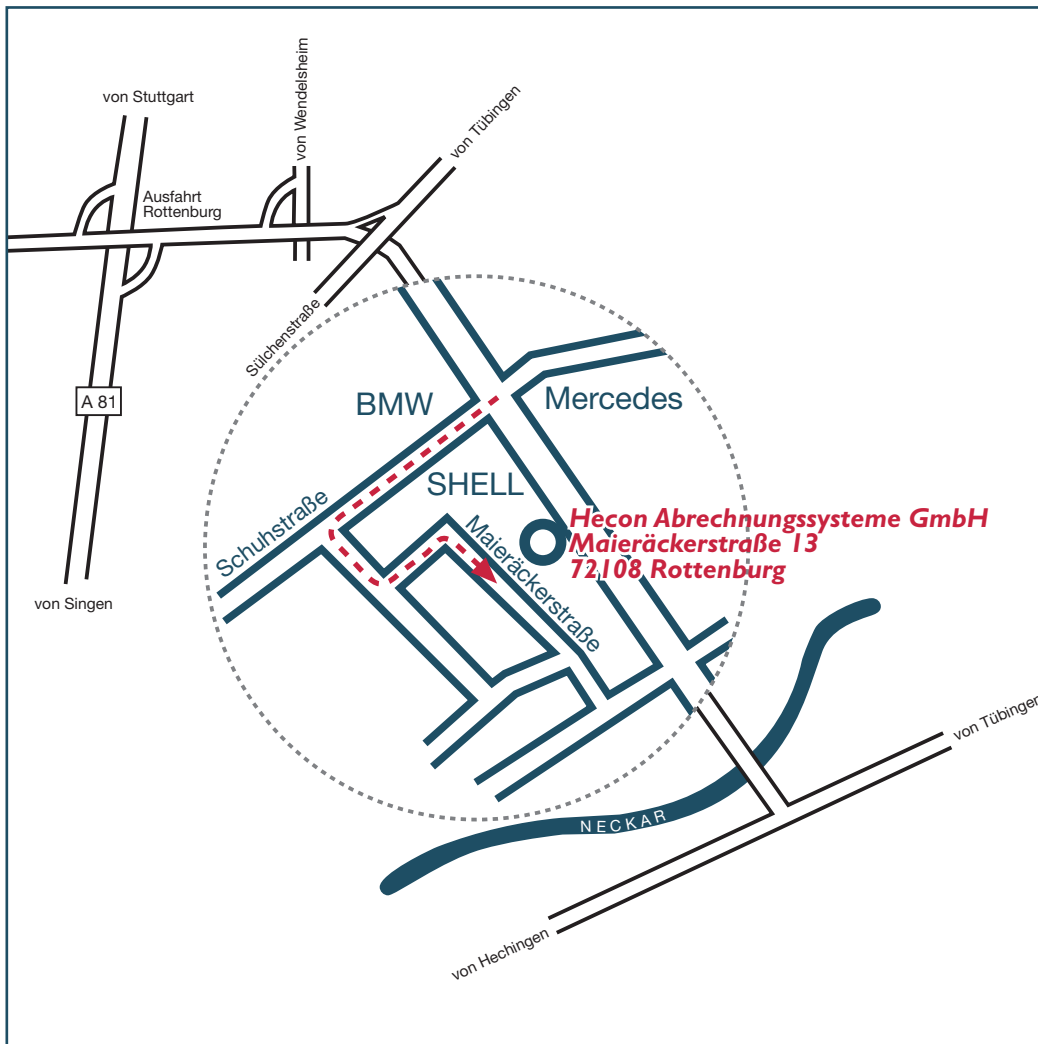 von Stuttgart
von Wendelsheim
von Tübingen
Ausfahrt
Rottenburg
Sülchenstraße
A 81
BMW
Mercedes
SHELL
Schuhstraße
Maieräckerstraße
Hecon Abrechnungssysteme GmbH
Maieräckerstraße 13
72108 Rottenburg
von Singen
von Tübingen
NECKAR
von Hechingen